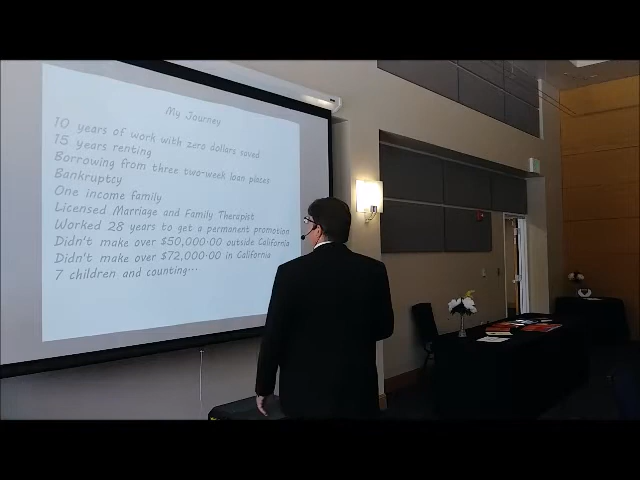 My Journey
10 years of work with zero dollars saved
15 years renting
Borrowing from three two-week loan places
Bankruptcy
One income family
Licensed Marriage and Family Therapist
Worked 28 years to get a permanent promotion
Didn't make over $50,000.00 outside California
Didn't make over $72,000.00 in California
7 children and counting...